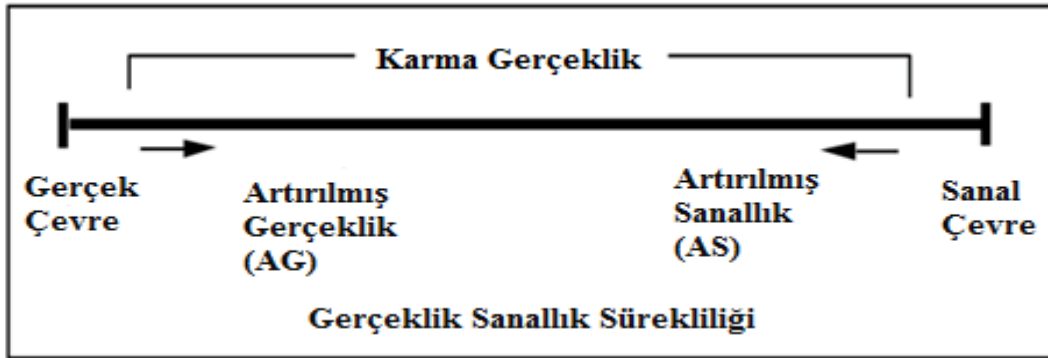 Karma Gerçeklik
Gerçek
Çevre
Artırılmış
Gerçeklik
(AG)
Artırılmış
Sanallık
(AS)
Sanal
Çevre
Gerçeklik Sanallık Sürekliliği